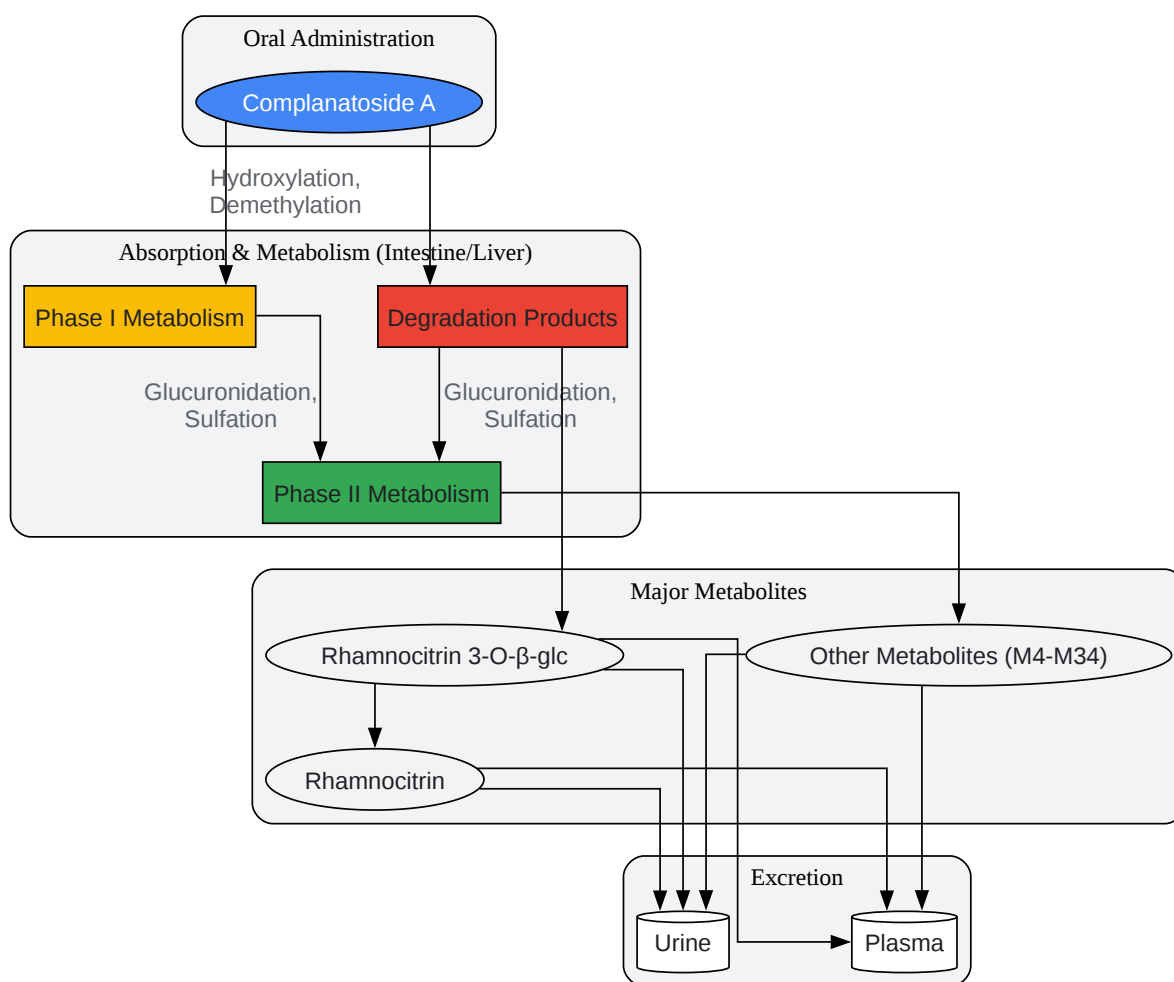 Oral Administration
Complanatoside A
Hydroxylation,
Demethylation
Absorption & Metabolism (Intestine/Liver)
Phase I Metabolism
Degradation Products
Glucuronidation,
Sulfation
Glucuronidation,
Sulfation
Phase II Metabolism
Major Metabolites
Rhamnocitrin 3-O-β-glc
Other Metabolites (M4-M34)
Rhamnocitrin
Excretion
Urine
Plasma